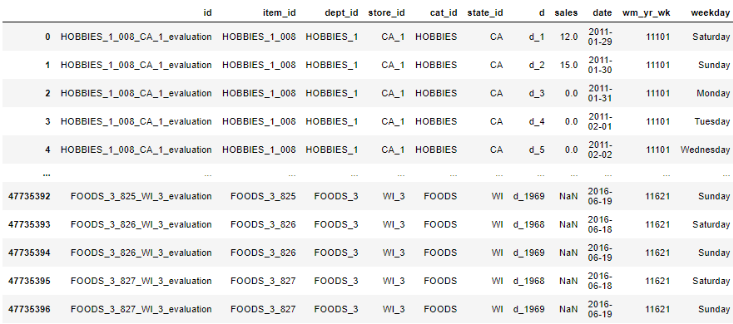 id item_id dept_id store_id cat_id state_id d sales date wm_yr_wk weekday
0 HOBBIES_1_008_CA_1_evaluation HOBBIES_1_008 HOBBIES_1 CA_1 HOBBIES CA d_1 12.0 2011-01-29 11101 Saturday
1 HOBBIES_1_008_CA_1_evaluation HOBBIES_1_008 HOBBIES_1 CA_1 HOBBIES CA d_2 15.0 2011-01-30 11101 Sunday
2 HOBBIES_1_008_CA_1_evaluation HOBBIES_1_008 HOBBIES_1 CA_1 HOBBIES CA d_3 0.0 2011-01-31 11101 Monday
3 HOBBIES_1_008_CA_1_evaluation HOBBIES_1_008 HOBBIES_1 CA_1 HOBBIES CA d_4 0.0 2011-02-01 11101 Tuesday
4 HOBBIES_1_008_CA_1_evaluation HOBBIES_1_008 HOBBIES_1 CA_1 HOBBIES CA d_5 0.0 2011-02-02 11101 Wednesday
... ... ... ... ... ... ... ... ... ... ... ...
47735392 FOODS_3_825_WI_3_evaluation FOODS_3_825 FOODS_3 WI_3 FOODS WI d_1969 NaN 2016-06-19 11621 Sunday
47735393 FOODS_3_826_WI_3_evaluation FOODS_3_826 FOODS_3 WI_3 FOODS WI d_1968 NaN 2016-06-18 11621 Saturday
47735394 FOODS_3_826_WI_3_evaluation FOODS_3_826 FOODS_3 WI_3 FOODS WI d_1969 NaN 2016-06-19 11621 Sunday
47735395 FOODS_3_827_WI_3_evaluation FOODS_3_827 FOODS_3 WI_3 FOODS WI d_1968 NaN 2016-06-18 11621 Saturday
47735396 FOODS_3_827_WI_3_evaluation FOODS_3_827 FOODS_3 WI_3 FOODS WI d_1969 NaN 2016-06-19 11621 Sunday